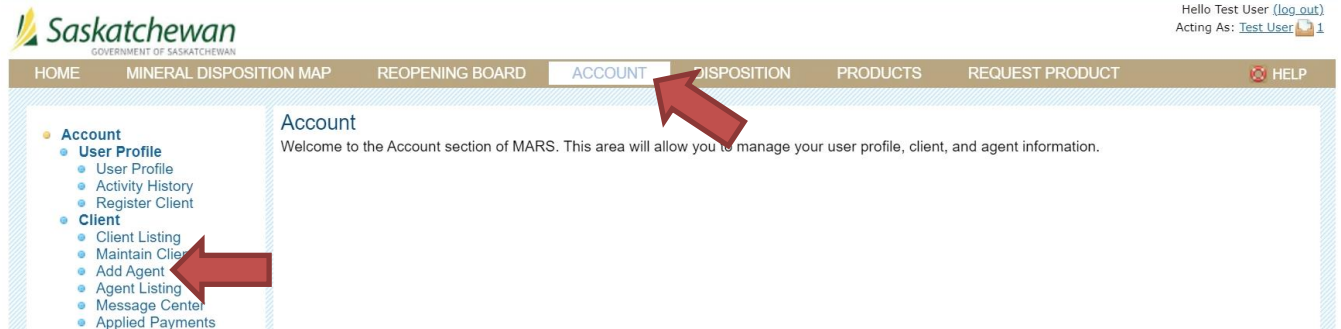 Saskatchewan
GOVERNMENT OF SASKATCHEWAN
Hello Test User (log out)
Acting As: Test User 1
HOME MINERAL DISPOSITION MAP REOPENING BOARD ACCOUNT DISPOSITION PRODUCTS REQUEST PRODUCT HELP
Account
User Profile
User Profile
Activity History
Register Client
Client
Client Listing
Maintain Client
Add Agent
Agent Listing
Message Center
Applied Payments
Account
Welcome to the Account section of MARS. This area will allow you to manage your user profile, client, and agent information.